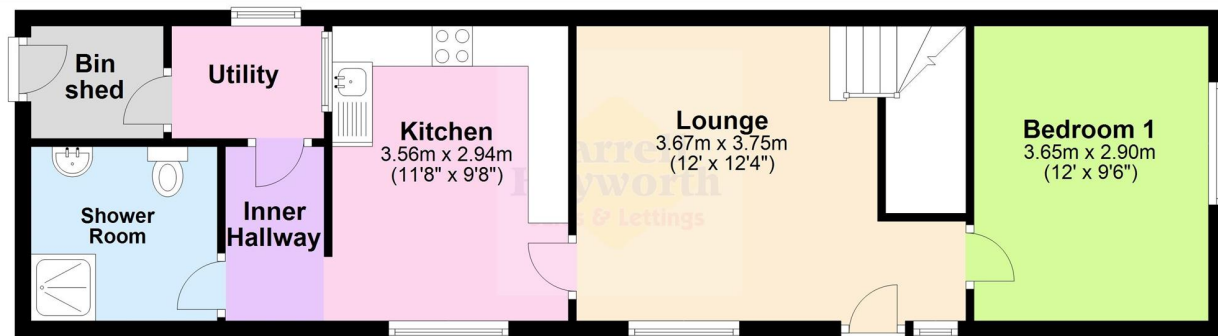 Bin
shed
Utility
Kitchen
3.56m x 2.94m
(11'8" x 9'8")
Lounge
3.67m x 3.75m
(12' x 12'4")
Bedroom 1
3.65m x 2.90m
(12' x 9'6")
Shower
Room
Inner
Hallway
& Lettings